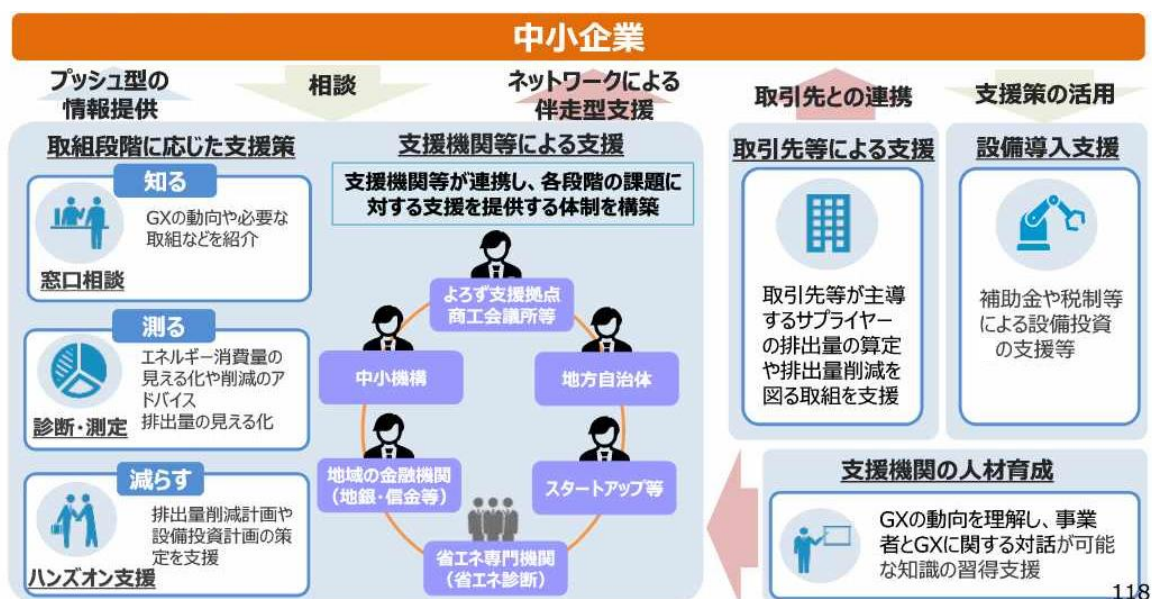 中小企業
プッシュ型の
情報提供
相談
ネットワークによる
伴走型支援
取引先との連携
支援策の活用
取組段階に応じた支援策
知る
GXの動向や必要な
取組などを紹介
窓口相談
測る
エネルギー消費量の
見える化や削減のア
ドバイス
排出量の見える化
診断・測定
減らす
排出量削減計画や
設備投資計画の策
定を支援
ハンズオン支援
支援機関等による支援
支援機関等が連携し、各段階の課題に
対する支援を提供する体制を構築
よろず支援拠点
商工会議所等
中小機構
地方自治体
地域の金融機関
（地銀・信金等）
スタートアップ等
省エネ専門機関
（省エネ診断）
取引先等による支援
取引先等が主導
するサプライヤー
の排出量の算定
や排出量削減を
図る取組を支援
設備導入支援
補助金や税制等
による設備投資
の支援等
支援機関の人材育成
GXの動向を理解し、事業
者とGXに関する対話が可能
な知識の習得支援
118